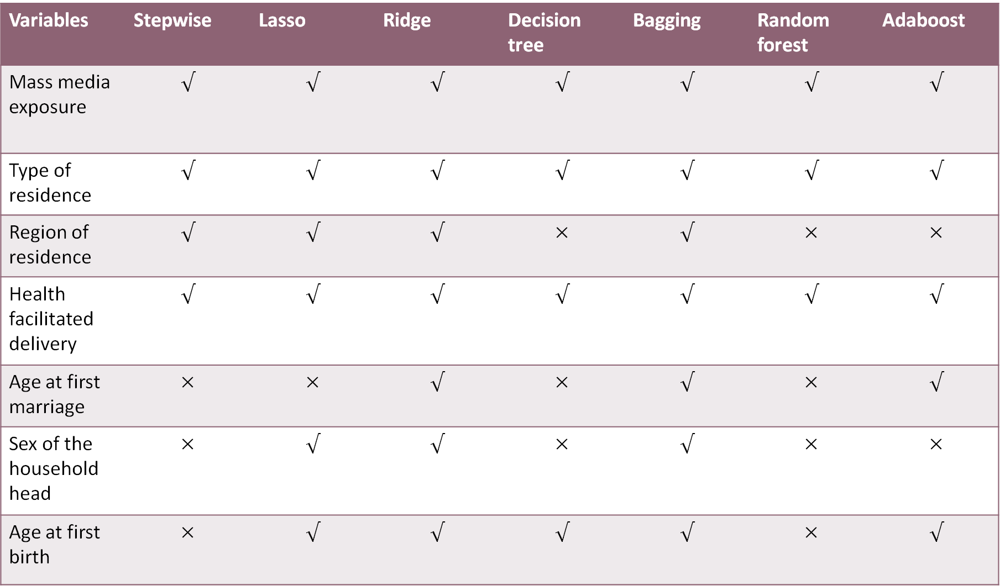 Variables Stepwise Lasso Ridge Decision tree Bagging Random forest Adaboost
Mass media exposure √ √ √ √ √ √ √
Type of residence √ √ √ √ √ √ √
Region of residence √ √ √ × √ × ×
Health facilitated delivery √ √ √ √ √ √ √
Age at first marriage × × √ × √ × √
Sex of the household head × √ √ × √ × ×
Age at first birth × √ √ √ √ × √